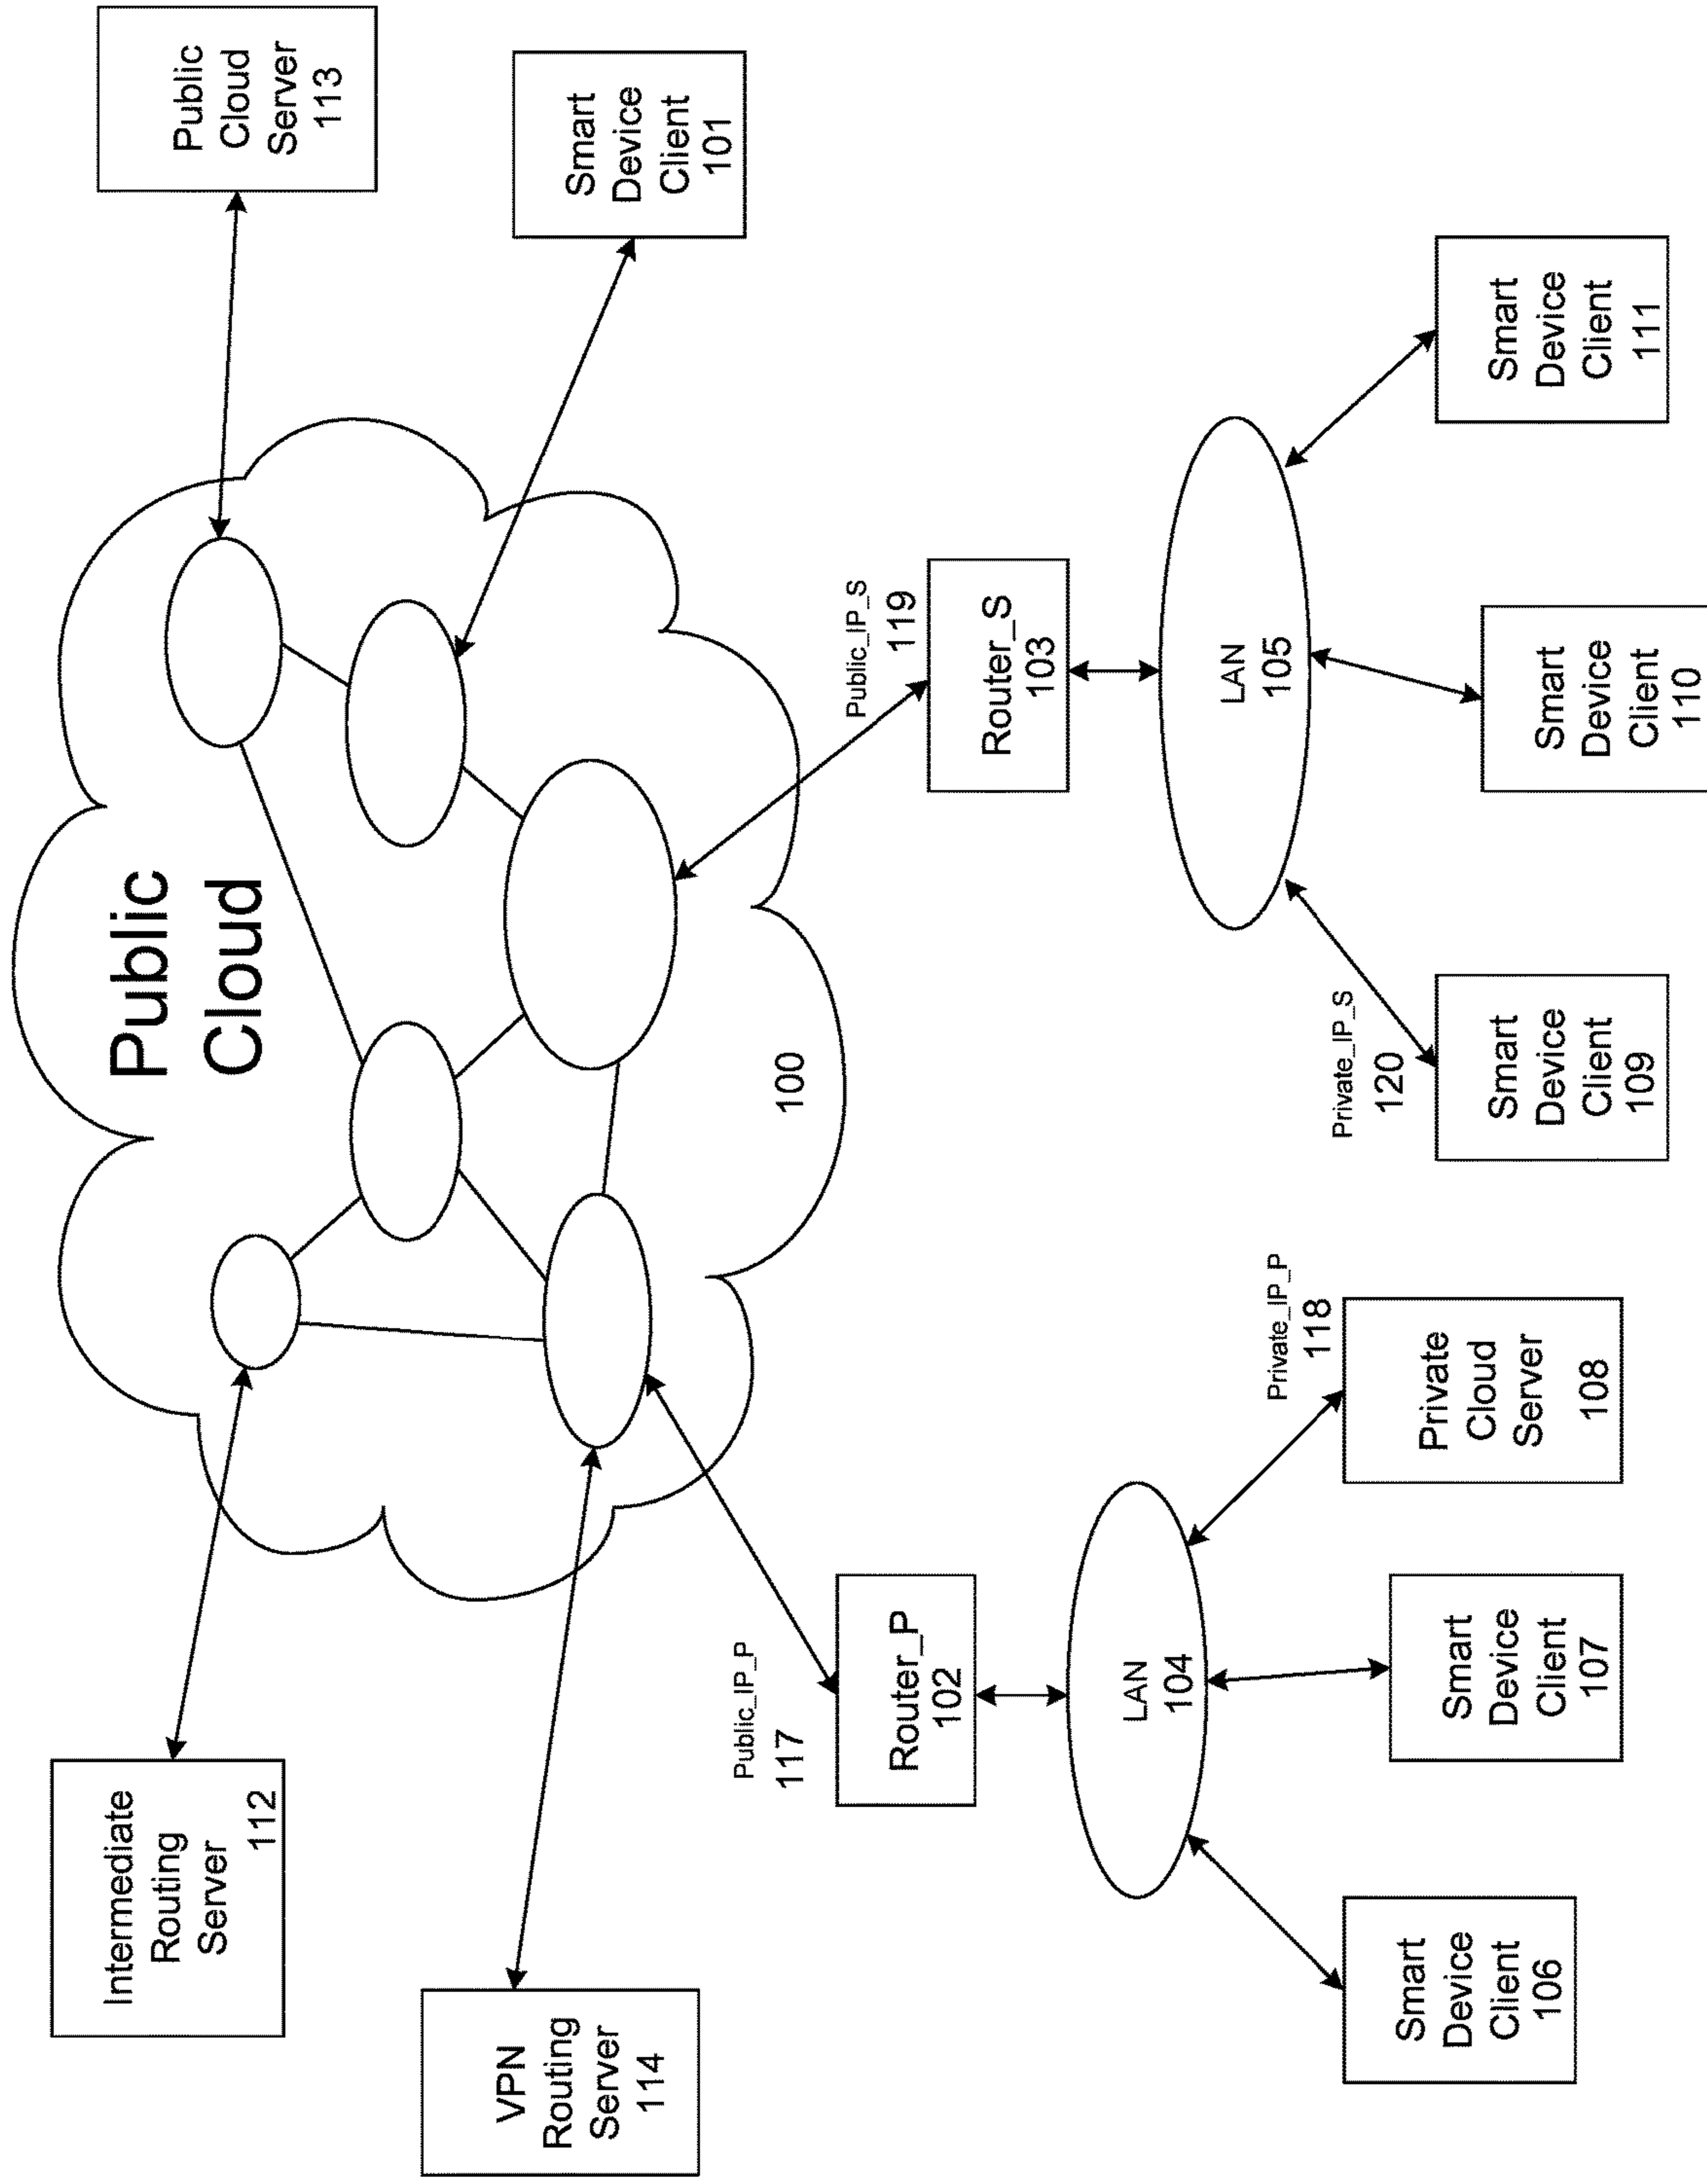 Public
Cloud
100
Intermediate
Routing
Server
112
VPN
Routing
Server
114
Public
Cloud
Server
113
Smart
Device
Client
101
Public_IP_P
117
Router_P
102
LAN
104
Smart
Device
Client
106
Smart
Device
Client
107
Private_IP_P
118
Private
Cloud
Server
108
Public_IP_S
119
Router_S
103
LAN
105
Private_IP_S
120
Smart
Device
Client
109
Smart
Device
Client
110
Smart
Device
Client
111